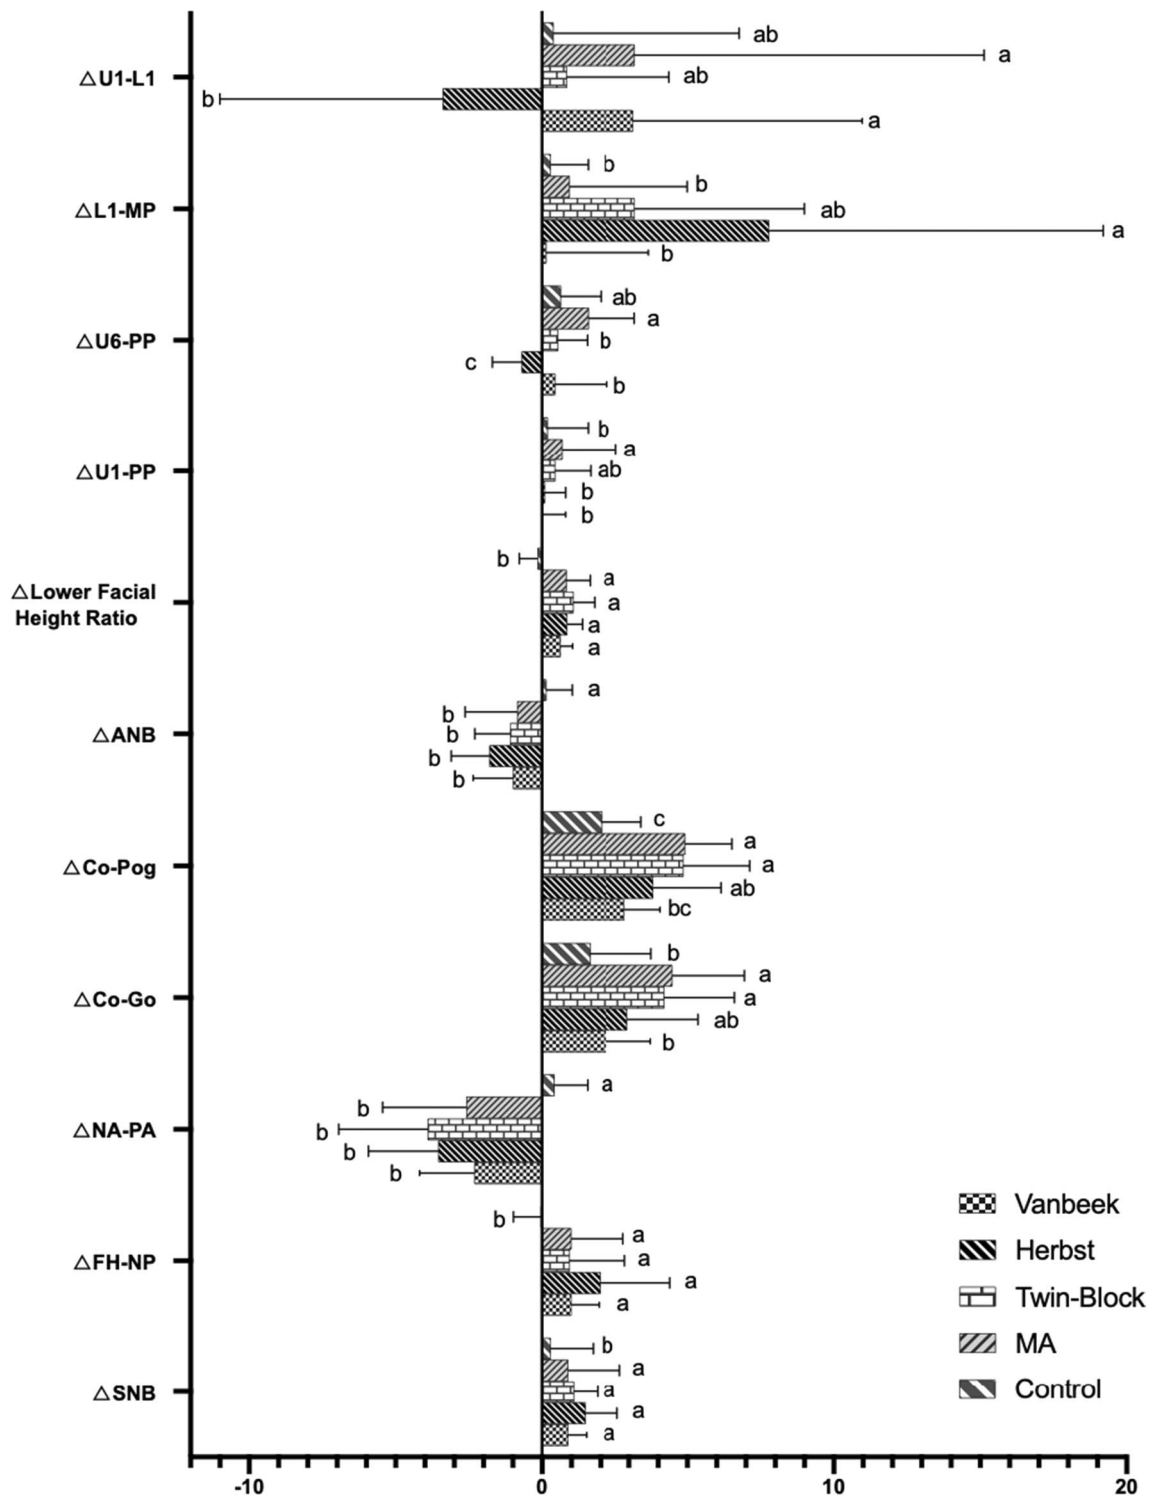 ab
a
△U1-L1
ab
b
a
b
b
△L1-MP
ab
a
b
ab
a
△U6-PP
b
c
b
b
a
△U1-PP
ab
b
b
b
a
△Lower Facial
Height Ratio
a
a
a
a
b
△ANB
b
b
b
c
a
△Co-Pog
a
ab
bc
b
a
△Co-Go
a
ab
b
a
b
△NA-PA
b
b
b
b
a
△FH-NP
a
a
a
b
a
△SNB
a
a
a
Vanbeek
Herbst
Twin-Block
MA
Control
-10
0
10
20